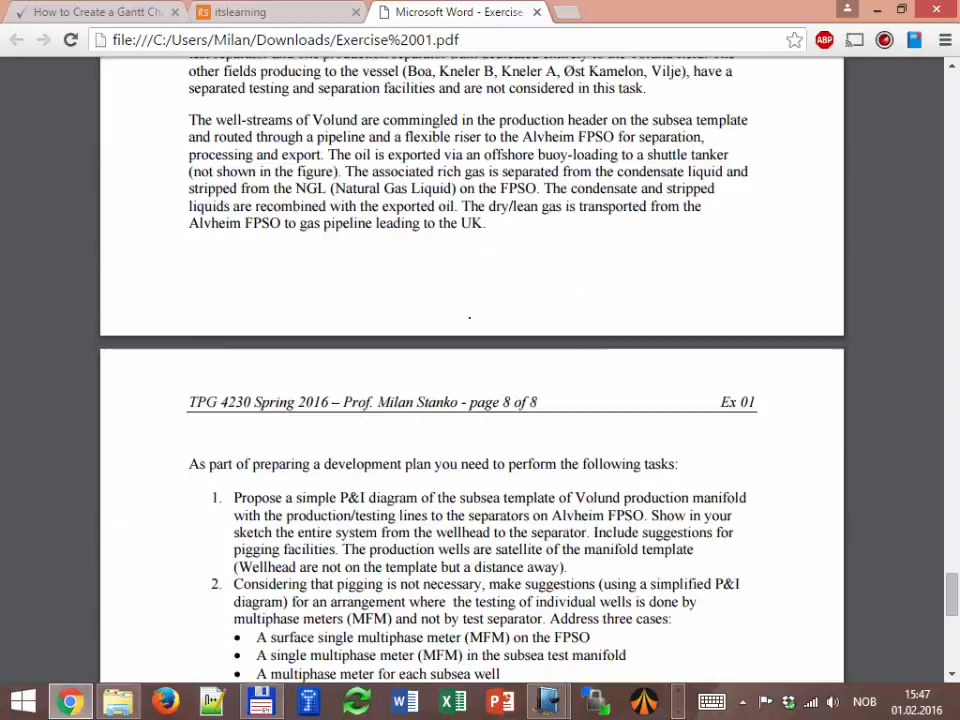 How to Create a Gantt Ch
itslearning
Microsoft Word - Exercise
file:///C:/Users/Milan/Downloads/Exercise%2001.pdf
ABP
other fields producing to the vessel (Boa, Kneler B, Kneler A, Øst Kamelon, Vilje), have a
separated testing and separation facilities and are not considered in this task.
The well-streams of Volund are commingled in the production header on the subsea template
and routed through a pipeline and a flexible riser to the Alvheim FPSO for separation,
processing and export. The oil is exported via an offshore buoy-loading to a shuttle tanker
(not shown in the figure). The associated rich gas is separated from the condensate liquid and
stripped from the NGL (Natural Gas Liquid) on the FPSO. The condensate and stripped
liquids are recombined with the exported oil. The dry/lean gas is transported from the
Alvheim FPSO to gas pipeline leading to the UK.
TPG 4230 Spring 2016 – Prof. Milan Stanko - page 8 of 8 Ex 01
As part of preparing a development plan you need to perform the following tasks:
1. Propose a simple P&I diagram of the subsea template of Volund production manifold
with the production/testing lines to the separators on Alvheim FPSO. Show in your
sketch the entire system from the wellhead to the separator. Include suggestions for
pigging facilities. The production wells are satellite of the manifold template
(Wellhead are not on the template but a distance away).
2. Considering that pigging is not necessary, make suggestions (using a simplified P&I
diagram) for an arrangement where the testing of individual wells is done by
multiphase meters (MFM) and not by test separator. Address three cases:
• A surface single multiphase meter (MFM) on the FPSO
• A single multiphase meter (MFM) in the subsea test manifold
• A multiphase meter for each subsea well
NOB
15:47
01.02.2016